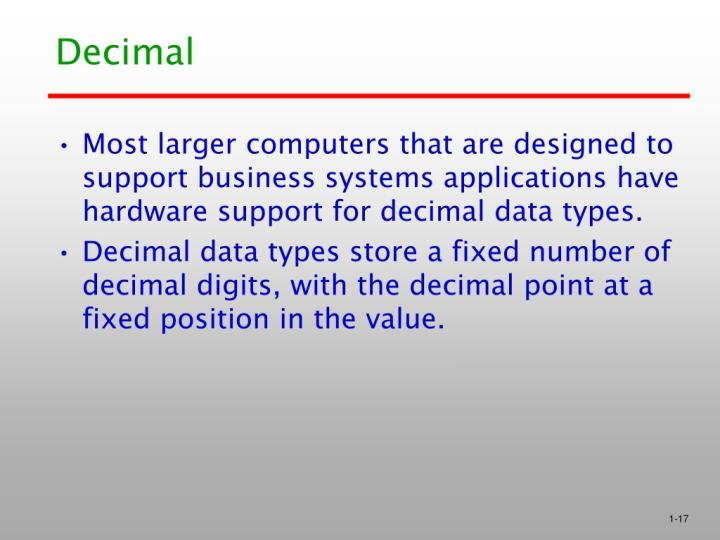 Decimal
• Most larger computers that are designed to
support business systems applications have
hardware support for decimal data types.
• Decimal data types store a fixed number of
decimal digits, with the decimal point at a
fixed position in the value.
1-17